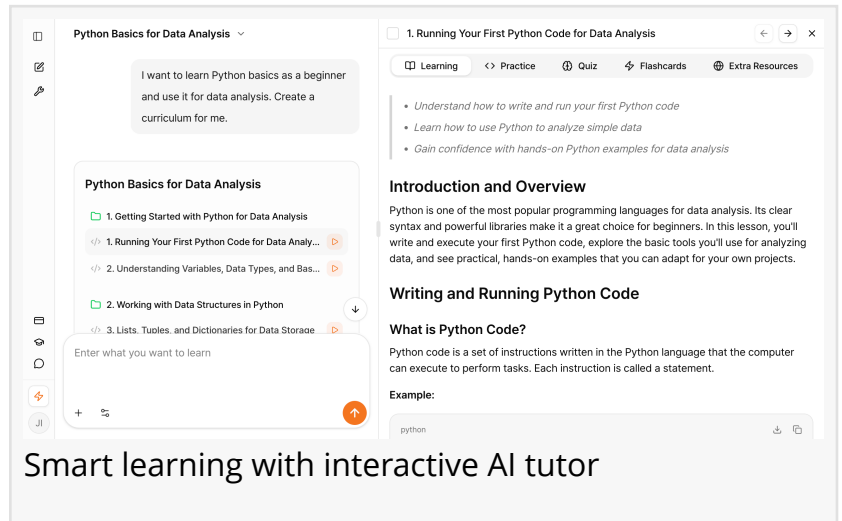 Python Basics for Data Analysis
I want to learn Python basics as a beginner
and use it for data analysis. Create a
curriculum for me.
Python Basics for Data Analysis
1. Getting Started with Python for Data Analysis
1. Running Your First Python Code for Data Analy...
2. Understanding Variables, Data Types, and Bas...
2. Working with Data Structures in Python
3. Lists, Tuples, and Dictionaries for Data Storage
Enter what you want to learn
JI
1. Running Your First Python Code for Data Analysis
Learning Practice Quiz Flashcards Extra Resources
• Understand how to write and run your first Python code
• Learn how to use Python to analyze simple data
• Gain confidence with hands-on Python examples for data analysis
Introduction and Overview
Python is one of the most popular programming languages for data analysis. Its clear
syntax and powerful libraries make it a great choice for beginners. In this lesson, you'll
write and execute your first Python code, explore the basic tools you'll use for analyzing
data, and see practical, hands-on examples that you can adapt for your own projects.
Writing and Running Python Code
What is Python Code?
Python code is a set of instructions written in the Python language that the computer
can execute to perform tasks. Each instruction is called a statement.
Example:
python
Smart learning with interactive AI tutor